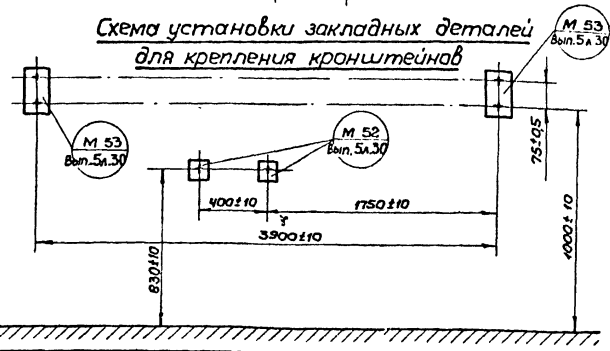 Схема установки закладных деталей
для крепления кронштейнов
М 53
Вып.5л.30
М 53
Вып.5л.30
М 52
Вып.5л.30
75±0,5
400±10
1750±10
3900±10
830±10
1000±10